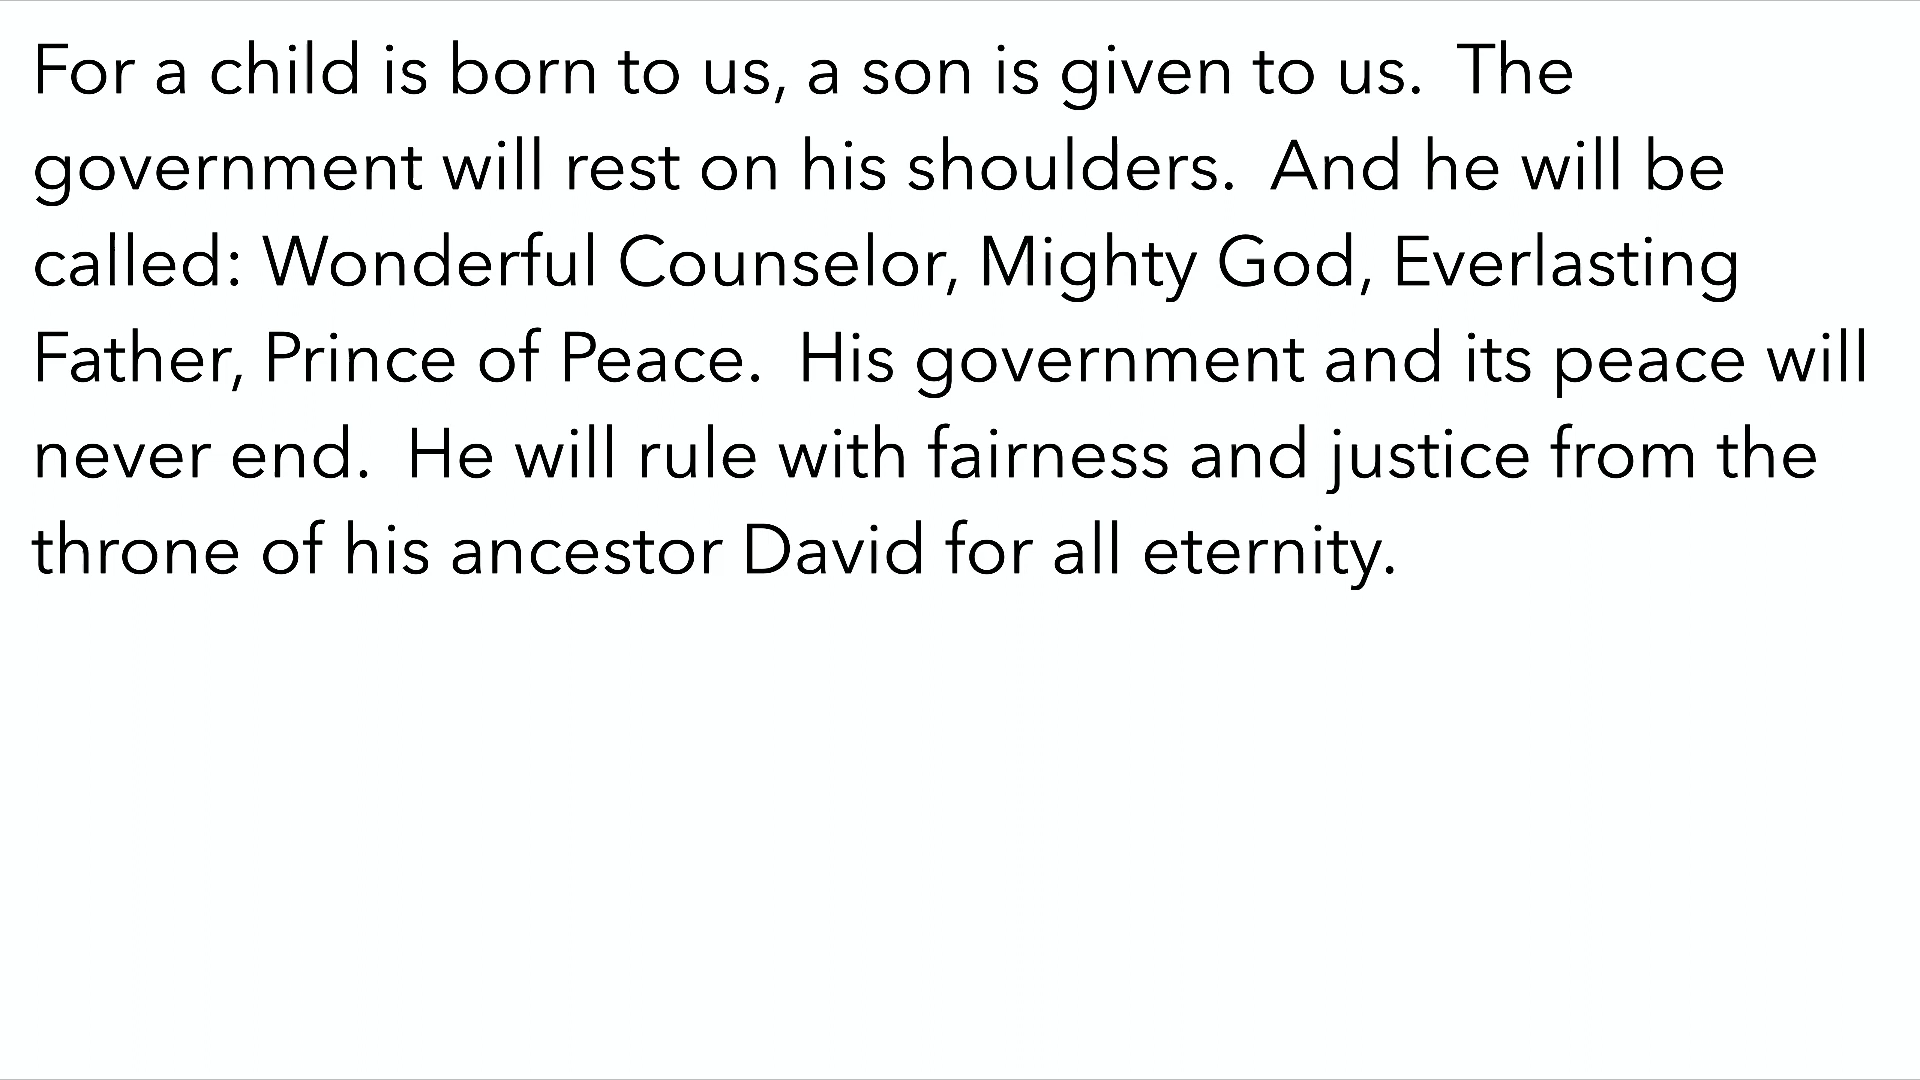 For a child is born to us, a son is given to us.  The
government will rest on his shoulders.  And he will be
called: Wonderful Counselor, Mighty God, Everlasting
Father, Prince of Peace.  His government and its peace will
never end.  He will rule with fairness and justice from the
throne of his ancestor David for all eternity.